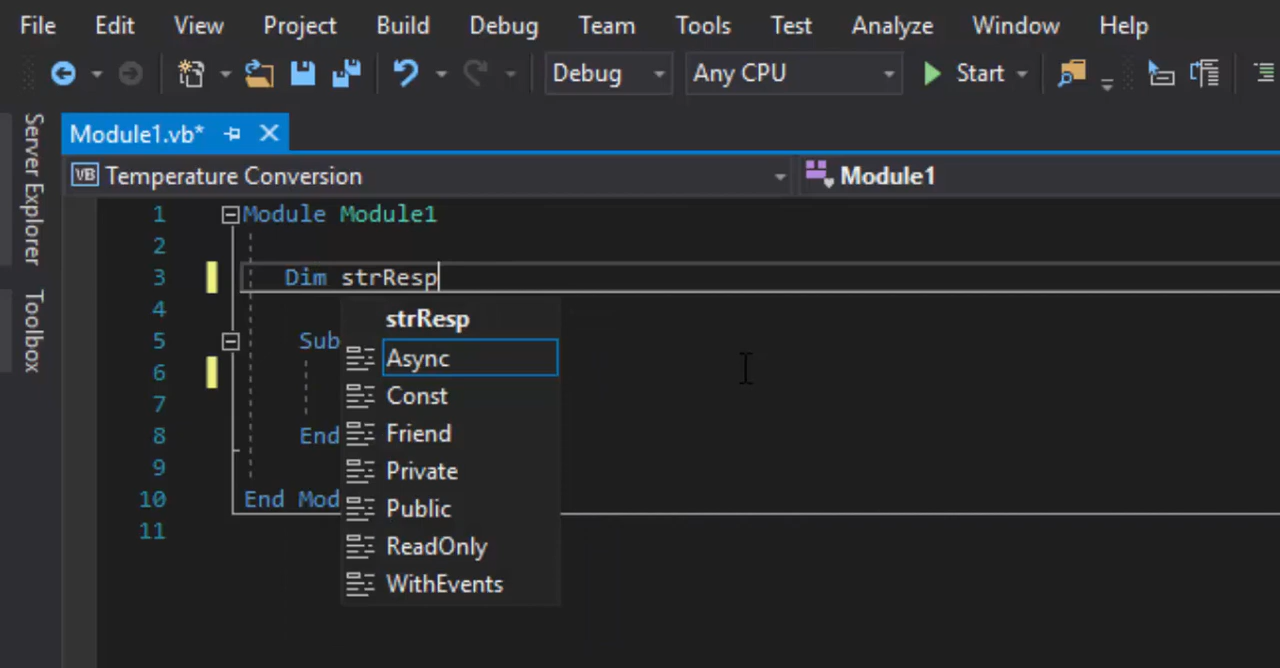 File Edit View Project Build Debug Team Tools Test Analyze Window Help
Debug Any CPU Start
Server Explorer
Toolbox
Module1.vb*
VB Temperature Conversion Module1
1 Module Module1
2
3 Dim strResp
4
5 Sub
6
7
8 End
9
10 End Mod
11
strResp
Async
Const
Friend
Private
Public
ReadOnly
WithEvents